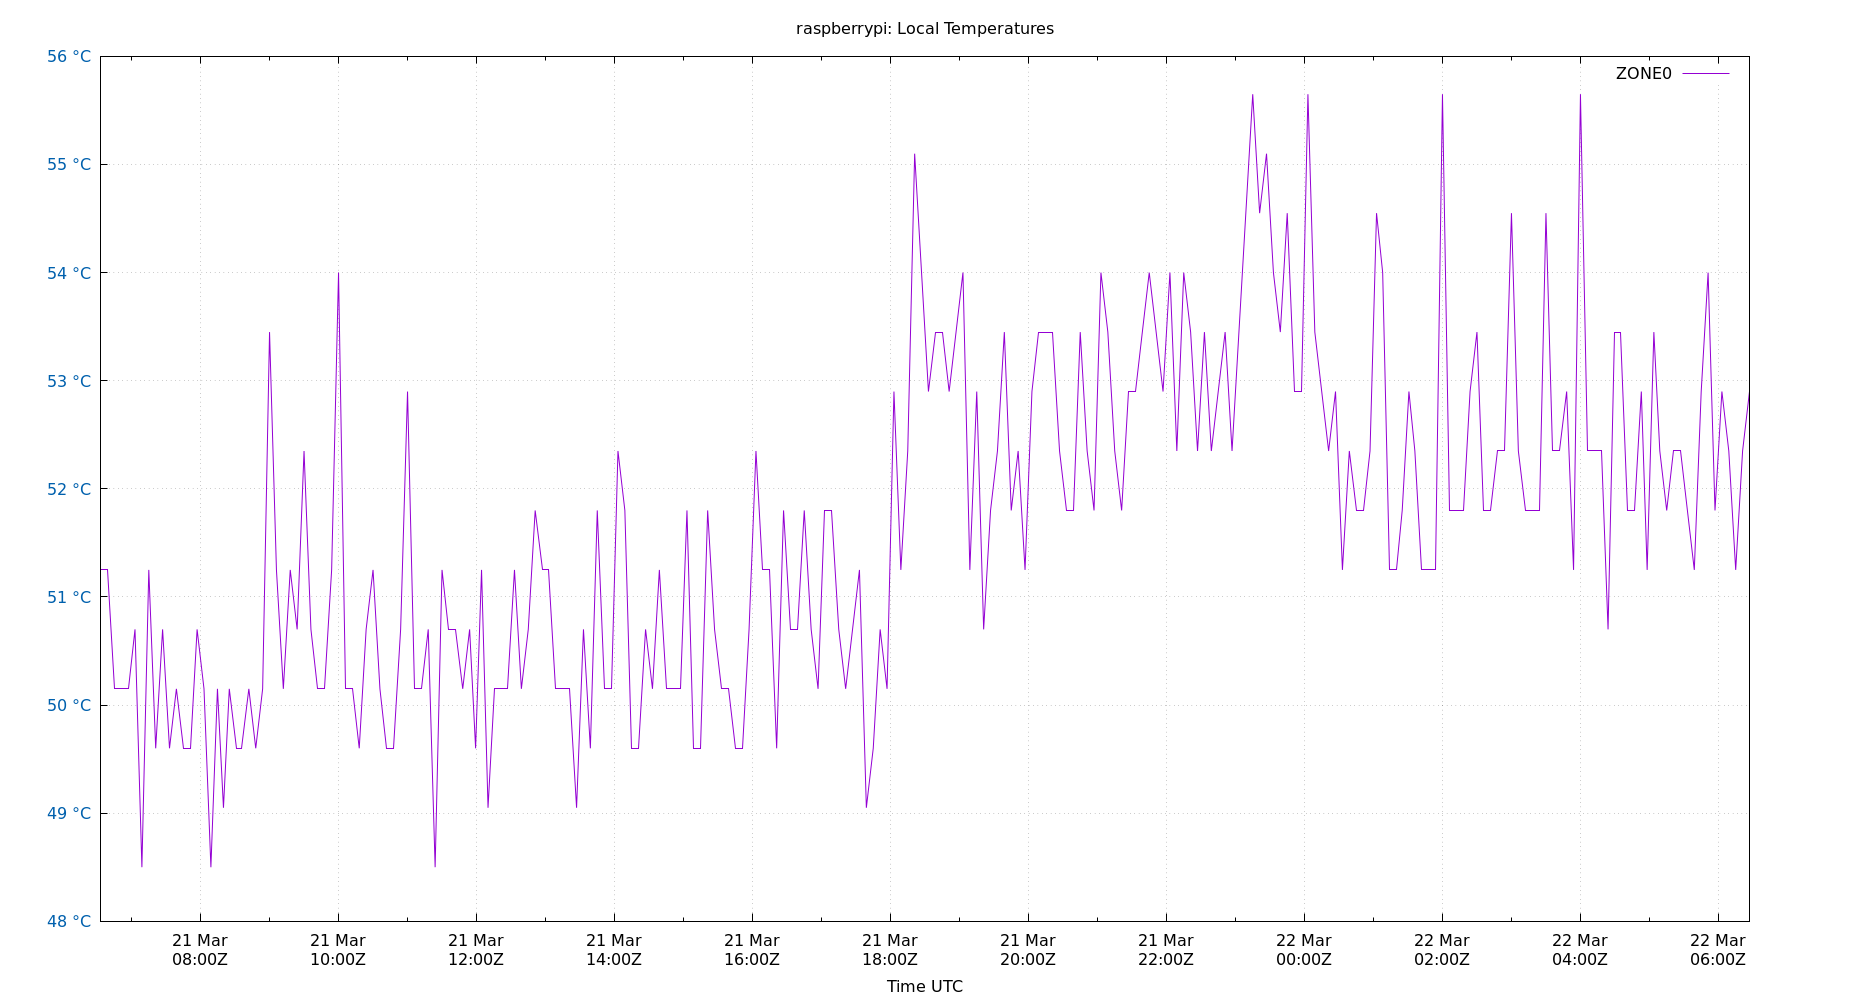 raspberrypi: Local Temperatures
56 °C
ZONE0
55 °C
54 °C
53 °C
52 °C
51 °C
50 °C
49 °C
48 °C
21 Mar 21 Mar 21 Mar 21 Mar 21 Mar 21 Mar 21 Mar 21 Mar 22 Mar 22 Mar 22 Mar 22 Mar
08:00Z 10:00Z 12:00Z 14:00Z 16:00Z 18:00Z 20:00Z 22:00Z 00:00Z 02:00Z 04:00Z 06:00Z
Time UTC